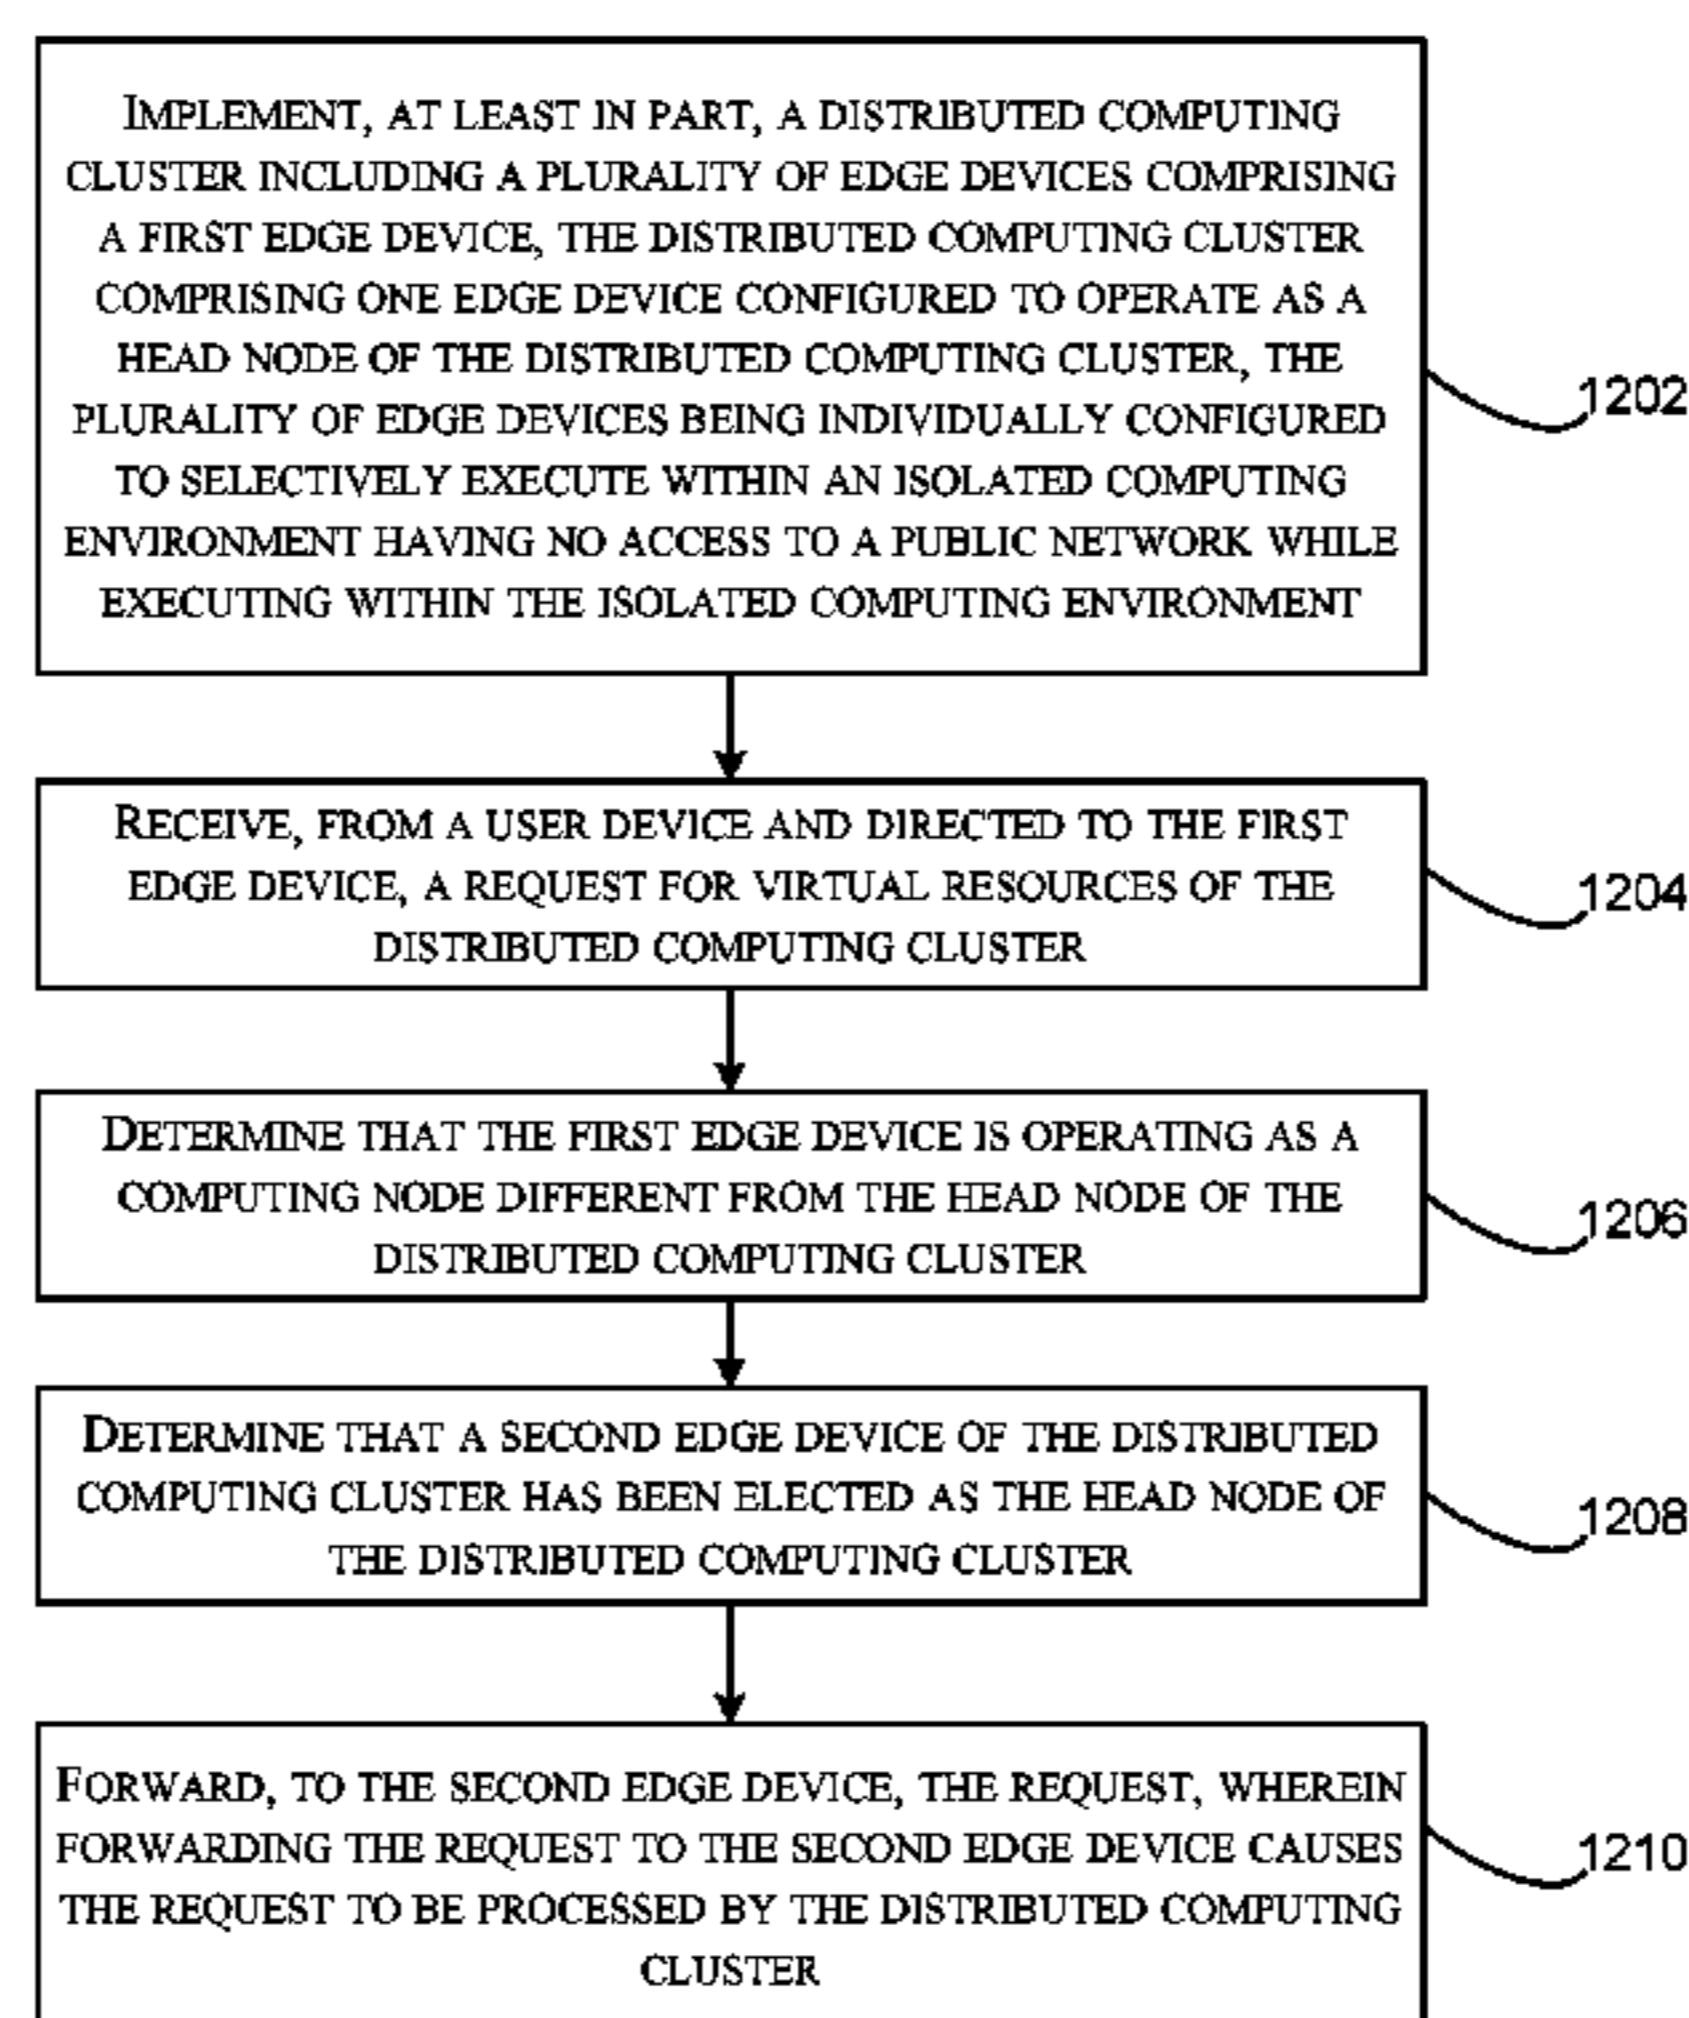 IMPLEMENT, AT LEAST IN PART, A DISTRIBUTED COMPUTING
CLUSTER INCLUDING A PLURALITY OF EDGE DEVICES COMPRISING
A FIRST EDGE DEVICE, THE DISTRIBUTED COMPUTING CLUSTER
COMPRISING ONE EDGE DEVICE CONFIGURED TO OPERATE AS A
HEAD NODE OF THE DISTRIBUTED COMPUTING CLUSTER, THE
PLURALITY OF EDGE DEVICES BEING INDIVIDUALLY CONFIGURED
TO SELECTIVELY EXECUTE WITHIN AN ISOLATED COMPUTING
ENVIRONMENT HAVING NO ACCESS TO A PUBLIC NETWORK WHILE
EXECUTING WITHIN THE ISOLATED COMPUTING ENVIRONMENT
1202
RECEIVE, FROM A USER DEVICE AND DIRECTED TO THE FIRST
EDGE DEVICE, A REQUEST FOR VIRTUAL RESOURCES OF THE
DISTRIBUTED COMPUTING CLUSTER
1204
DETERMINE THAT THE FIRST EDGE DEVICE IS OPERATING AS A
COMPUTING NODE DIFFERENT FROM THE HEAD NODE OF THE
DISTRIBUTED COMPUTING CLUSTER
1206
DETERMINE THAT A SECOND EDGE DEVICE OF THE DISTRIBUTED
COMPUTING CLUSTER HAS BEEN ELECTED AS THE HEAD NODE OF
THE DISTRIBUTED COMPUTING CLUSTER
1208
FORWARD, TO THE SECOND EDGE DEVICE, THE REQUEST, WHEREIN
FORWARDING THE REQUEST TO THE SECOND EDGE DEVICE CAUSES
THE REQUEST TO BE PROCESSED BY THE DISTRIBUTED COMPUTING
CLUSTER
1210